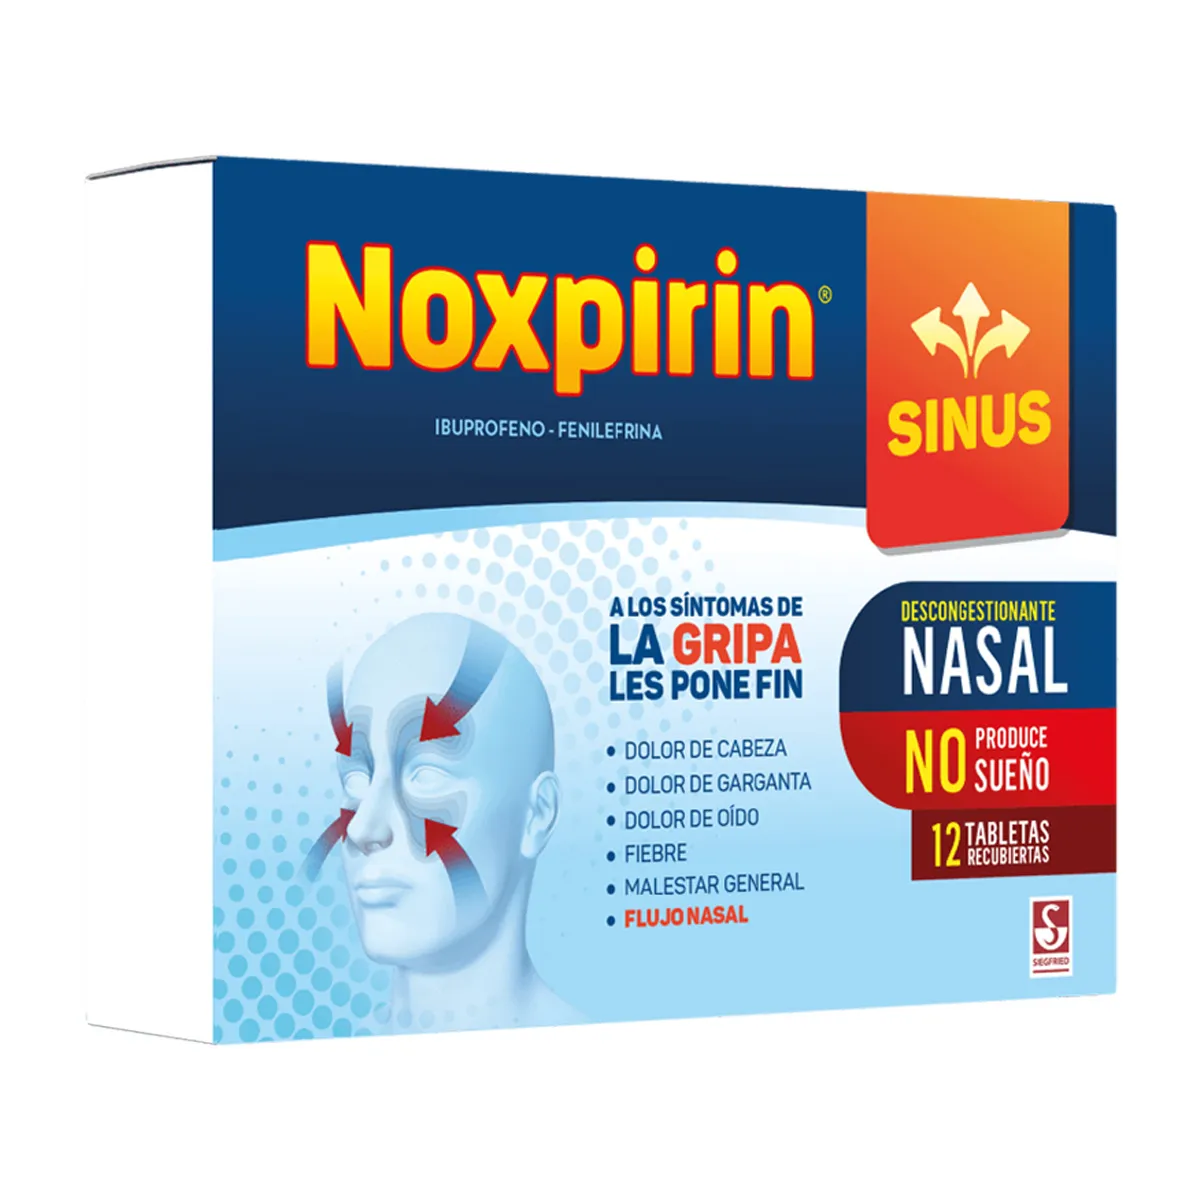 Noxpirin®
IBUPROFENO - FENILEFRINA
SINUS
A LOS SÍNTOMAS DE
LA GRIPA
LES PONE FIN
• DOLOR DE CABEZA
• DOLOR DE GARGANTA
• DOLOR DE OÍDO
• FIEBRE
• MALESTAR GENERAL
• FLUJO NASAL
DESCONGESTIONANTE
NASAL
NO PRODUCE
SUEÑO
12 TABLETAS
RECUBIERTAS
SIEGFRIED